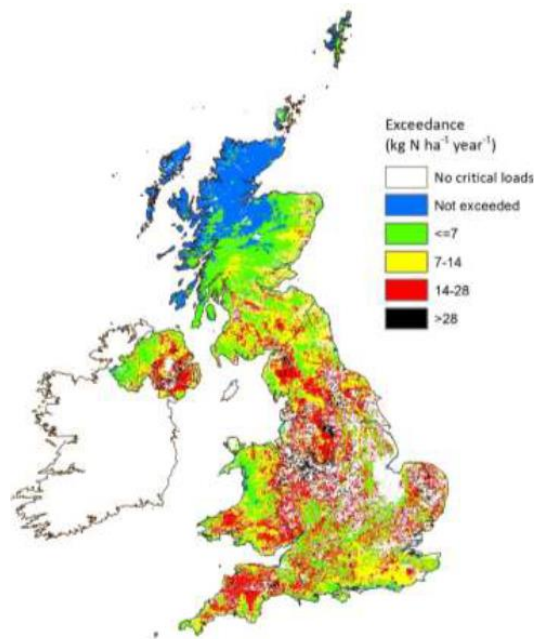 Exceedance
(kg N ha⁻¹ year⁻¹)
No critical loads
Not exceeded
<=7
7-14
14-28
>28